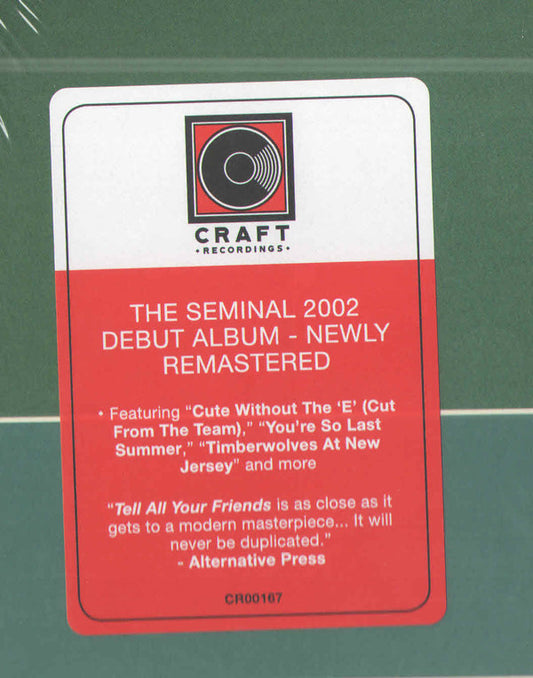 CRAFT
• RECORDINGS •
THE SEMINAL 2002
DEBUT ALBUM - NEWLY
REMASTERED
• Featuring “Cute Without The ‘E’ (Cut
From The Team),” “You’re So Last
Summer,” “Timberwolves At New
Jersey” and more
“Tell All Your Friends is as close as it
gets to a modern masterpiece... It will
never be duplicated.”
- Alternative Press
CR00167